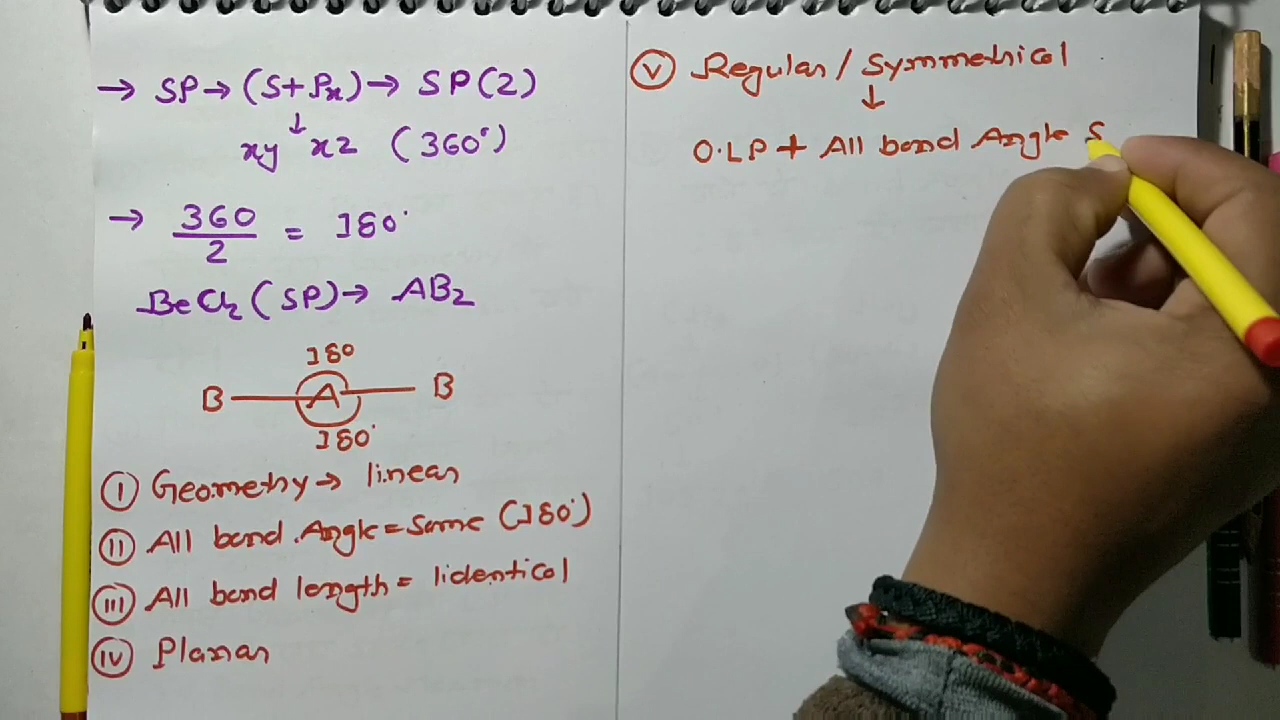 → SP → (S+Px) → SP(2)
↓
xy xz (360°)
→ 360/2 = 180°
BeCl2 (SP) → AB2
180
B — A — B
180°
(i) Geometry → linear
(ii) All bond Angle = Same (180°)
(iii) All bond length = Iidentical
(iv) Planar
(v) Regular / Symmetrical
↓
O.LP + All bond Angle S